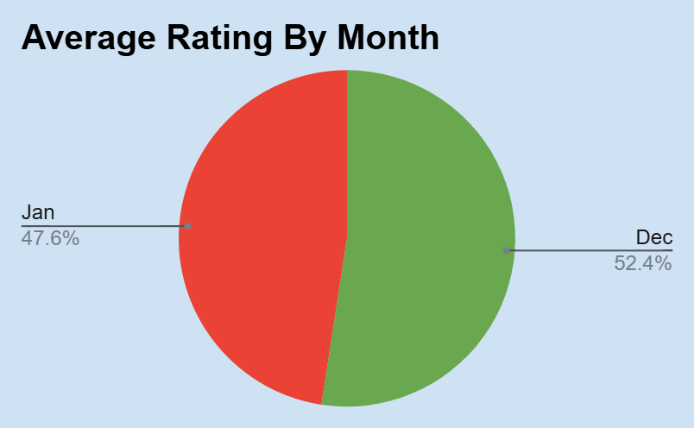 Average Rating By Month
Jan
47.6%
Dec
52.4%